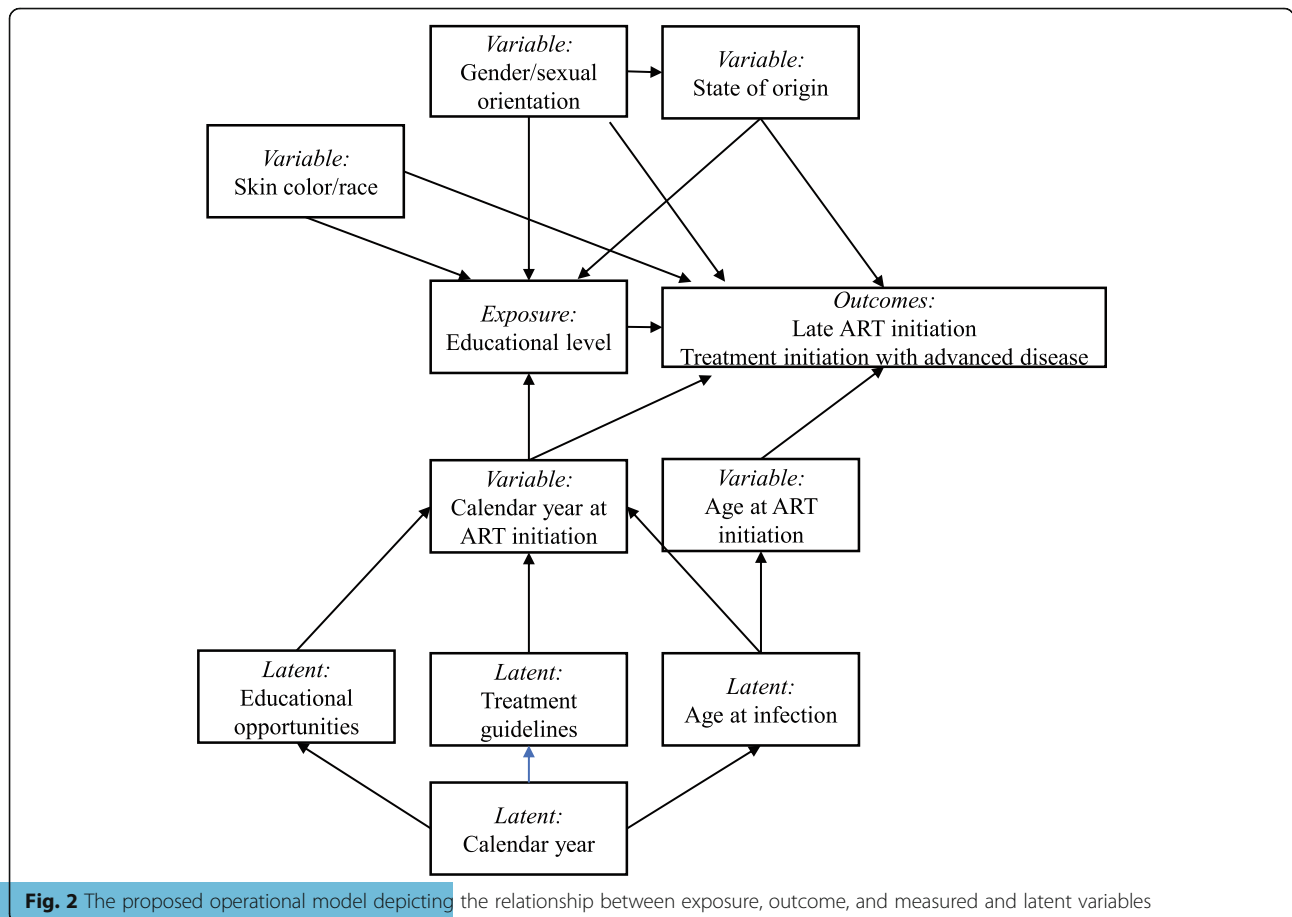 Variable:
Gender/sexual
orientation
Variable:
State of origin
Variable:
Skin color/race
Exposure:
Educational level
Outcomes:
Late ART initiation
Treatment initiation with advanced disease
Variable:
Calendar year at
ART initiation
Variable:
Age at ART
initiation
Latent:
Educational
opportunities
Latent:
Treatment
guidelines
Latent:
Age at infection
Latent:
Calendar year
Fig. 2 The proposed operational model depicting the relationship between exposure, outcome, and measured and latent variables